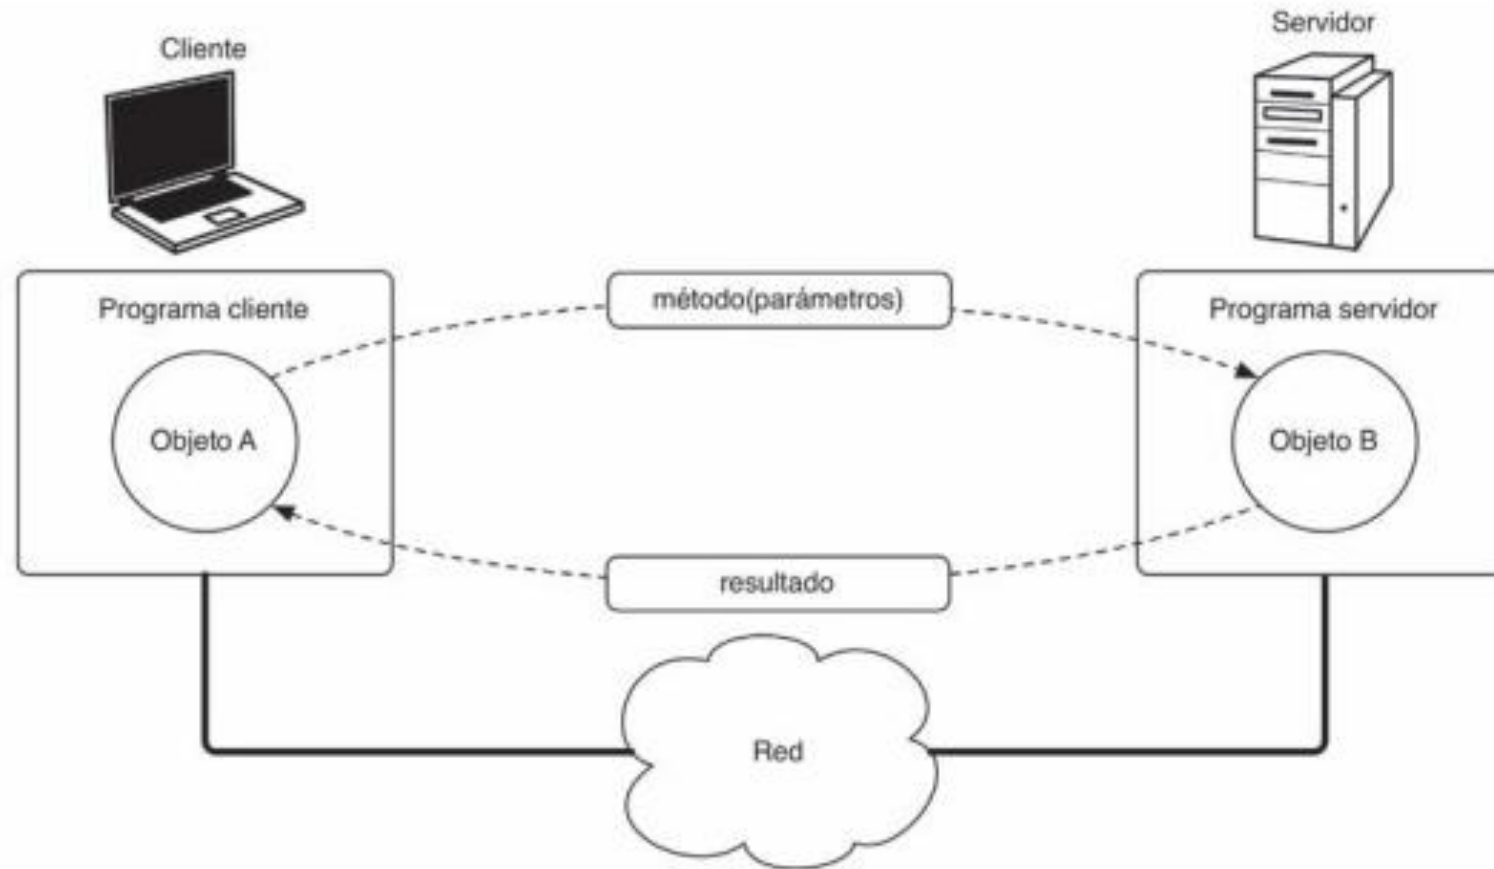 Cliente
Servidor
Programa cliente
método(parámetros)
Programa servidor
Objeto A
Objeto B
resultado
Red